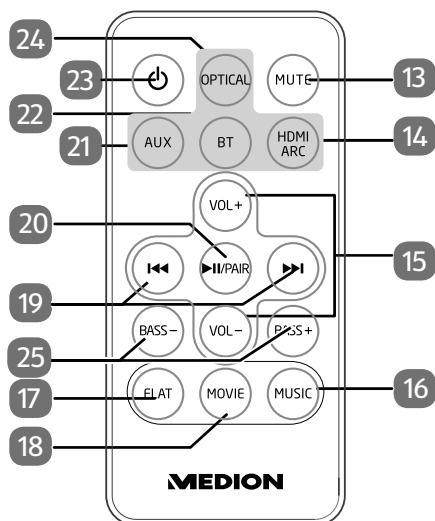 24
23 OPTICAL MUTE 13
22
21 AUX BT HDMI ARC 14
VOL+
20
/PAIR 15
19
BASS− VOL− BASS+
25
17 FLAT MOVIE MUSIC 16
18
MEDION